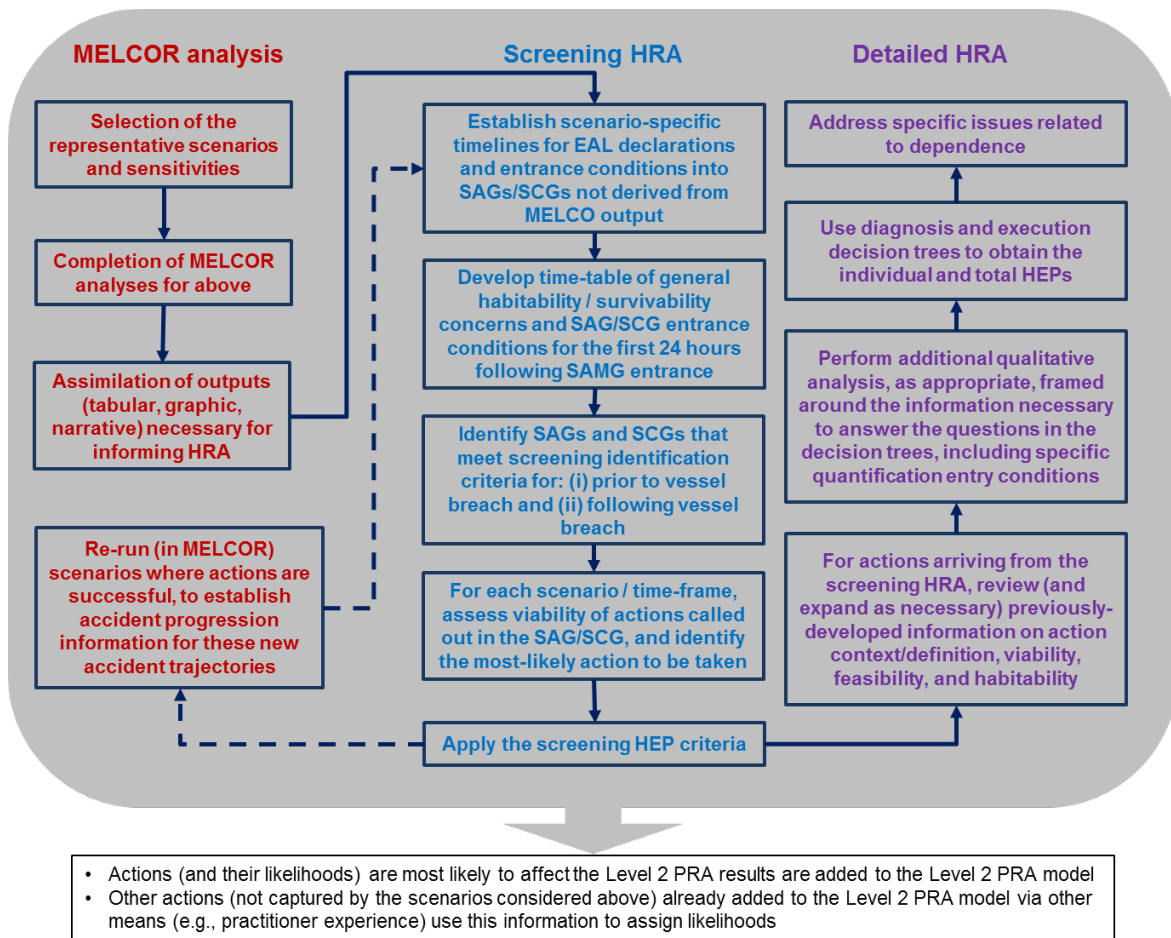 MELCOR analysis
Selection of the
representative scenarios
and sensitivities
Completion of MELCOR
analyses for above
Assimilation of outputs
(tabular, graphic,
narrative) necessary for
informing HRA
Re-run (in MELCOR)
scenarios where actions are
successful, to establish
accident progression
information for these new
accident trajectories
Screening HRA
Establish scenario-specific
timelines for EAL declarations
and entrance conditions into
SAGs/SCGs not derived from
MELCO output
Develop time-table of general
habitability / survivability
concerns and SAG/SCG entrance
conditions for the first 24 hours
following SAMG entrance
Identify SAGs and SCGs that
meet screening identification
criteria for: (i) prior to vessel
breach and (ii) following vessel
breach
For each scenario / time-frame,
assess viability of actions called
out in the SAG/SCG, and identify
the most-likely action to be taken
Apply the screening HEP criteria
Detailed HRA
Address specific issues related
to dependence
Use diagnosis and execution
decision trees to obtain the
individual and total HEPs
Perform additional qualitative
analysis, as appropriate, framed
around the information necessary
to answer the questions in the
decision trees, including specific
quantification entry conditions
For actions arriving from the
screening HRA, review (and
expand as necessary) previously-
developed information on action
context/definition, viability,
feasibility, and habitability
• Actions (and their likelihoods) are most likely to affect the Level 2 PRA results are added to the Level 2 PRA model
• Other actions (not captured by the scenarios considered above) already added to the Level 2 PRA model via other
means (e.g., practitioner experience) use this information to assign likelihoods